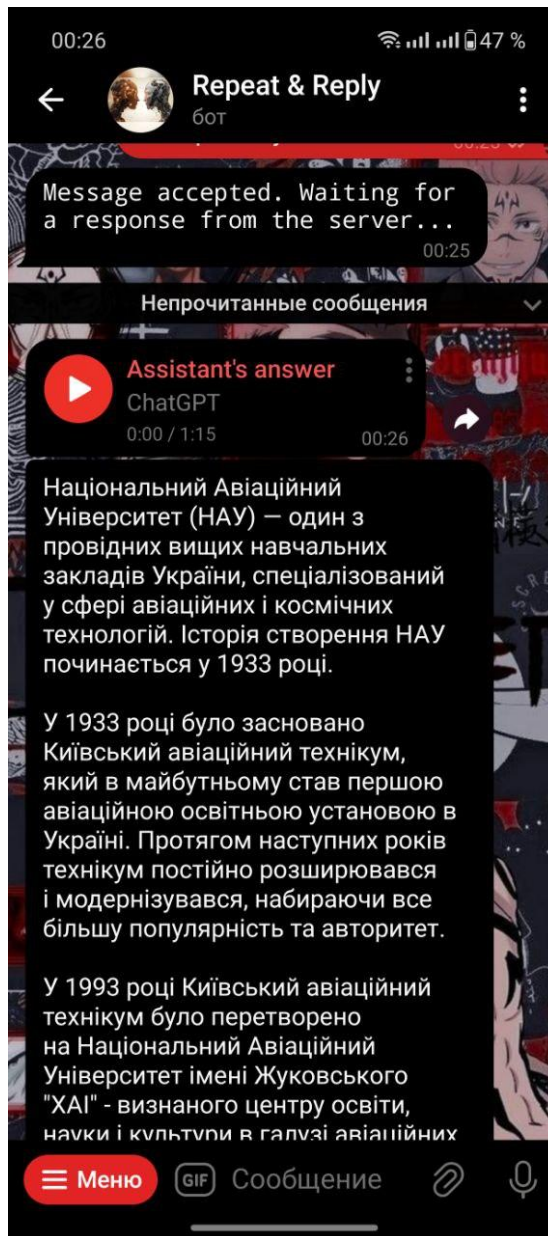 00:26
47 %
Repeat & Reply
бот
Message accepted. Waiting for
a response from the server...
00:25
Непрочитанные сообщения
Assistant's answer
ChatGPT
0:00 / 1:15
00:26
Національний Авіаційний
Університет (НАУ) — один з
провідних вищих навчальних
закладів України, спеціалізований
у сфері авіаційних і космічних
технологій. Історія створення НАУ
починається у 1933 році.
У 1933 році було засновано
Київський авіаційний технікум,
який в майбутньому став першою
авіаційною освітньою установою в
Україні. Протягом наступних років
технікум постійно розширювався
і модернізувався, набираючи все
більшу популярність та авторитет.
У 1993 році Київський авіаційний
технікум було перетворено
на Національний Авіаційний
Університет імені Жуковського
"ХАІ" - визнаного центру освіти,
науки і культури в галузі авіаційних
Меню
GIF
Сообщение